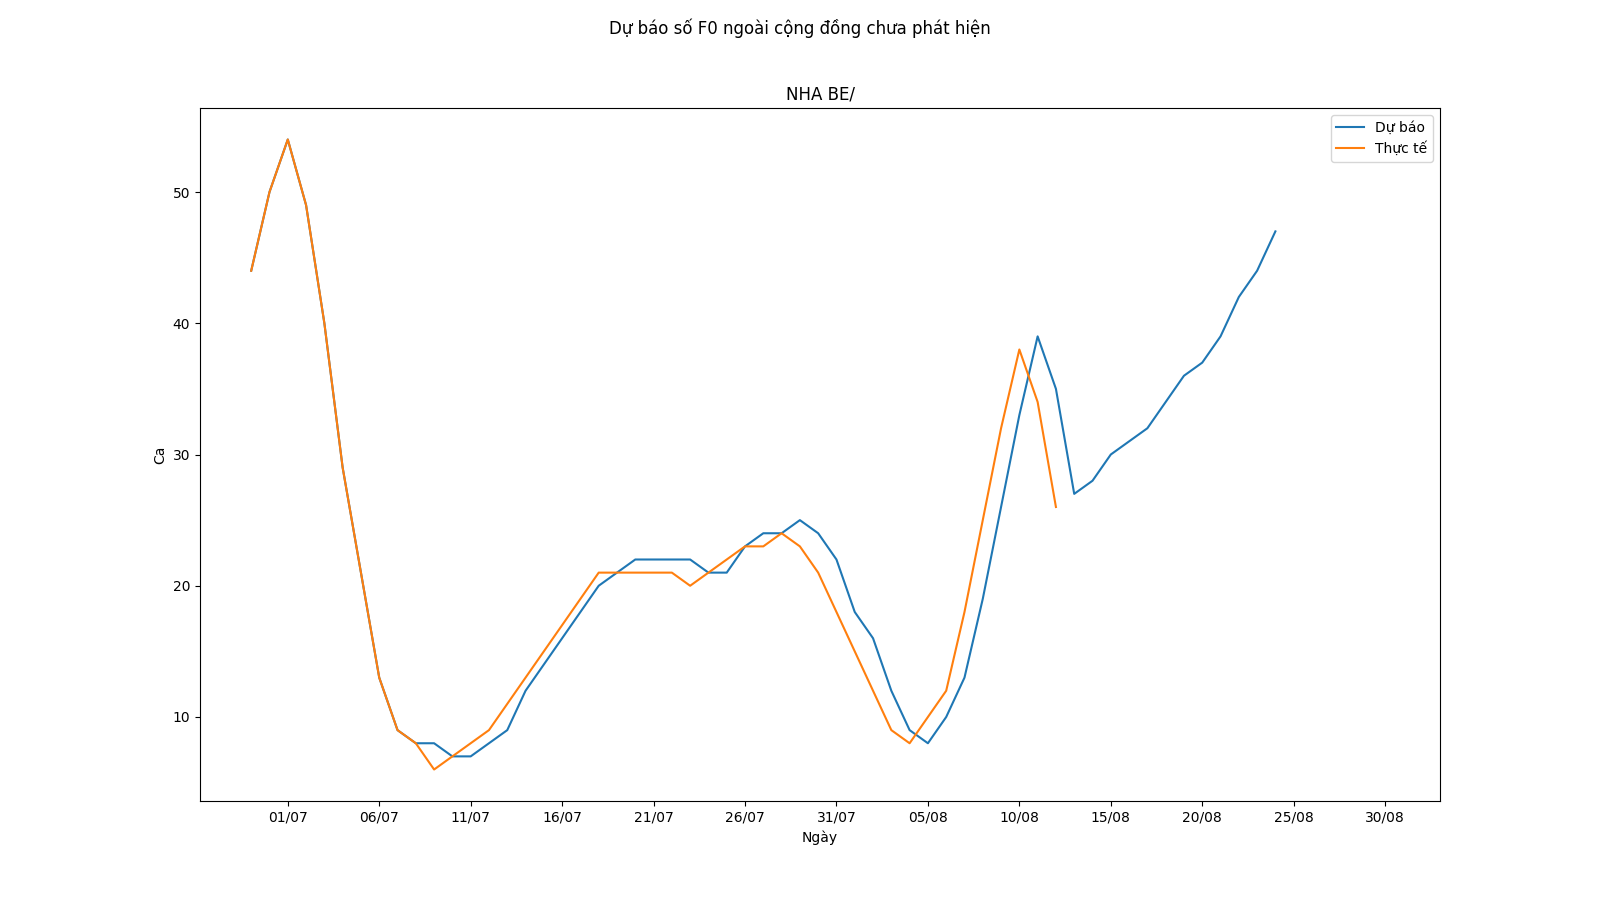 Dự báo số F0 ngoài cộng đồng chưa phát hiện
NHA BE/
Dự báo
Thực tế
50
40
30
20
10
Ca
01/07 06/07 11/07 16/07 21/07 26/07 31/07 05/08 10/08 15/08 20/08 25/08 30/08
Ngày